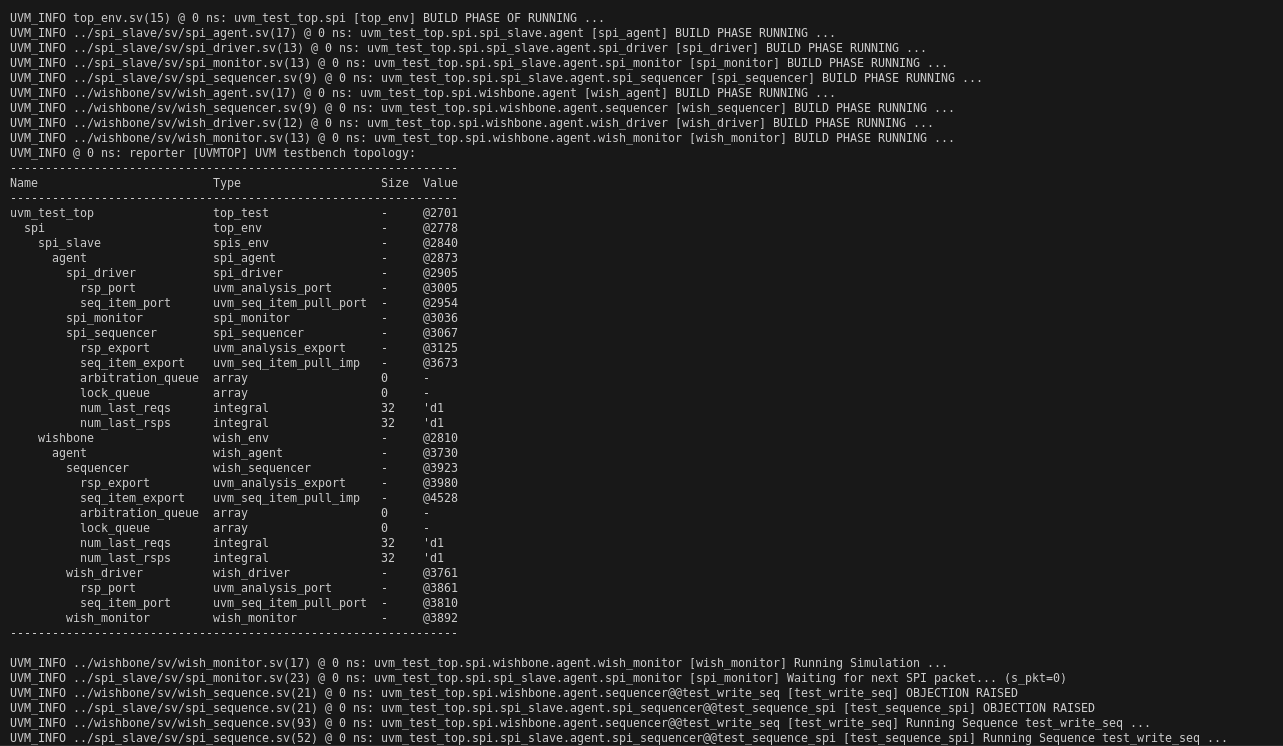 UVM_INFO top_env.sv(15) @ 0 ns: uvm_test_top.spi [top_env] BUILD PHASE OF RUNNING ...
UVM_INFO ../spi_slave/sv/spi_agent.sv(17) @ 0 ns: uvm_test_top.spi.spi_slave.agent [spi_agent] BUILD PHASE RUNNING ...
UVM_INFO ../spi_slave/sv/spi_driver.sv(13) @ 0 ns: uvm_test_top.spi.spi_slave.agent.spi_driver [spi_driver] BUILD PHASE RUNNING ...
UVM_INFO ../spi_slave/sv/spi_monitor.sv(13) @ 0 ns: uvm_test_top.spi.spi_slave.agent.spi_monitor [spi_monitor] BUILD PHASE RUNNING ...
UVM_INFO ../spi_slave/sv/spi_sequencer.sv(9) @ 0 ns: uvm_test_top.spi.spi_slave.agent.spi_sequencer [spi_sequencer] BUILD PHASE RUNNING ...
UVM_INFO ../wishbone/sv/wish_agent.sv(17) @ 0 ns: uvm_test_top.spi.wishbone.agent [wish_agent] BUILD PHASE RUNNING ...
UVM_INFO ../wishbone/sv/wish_sequencer.sv(9) @ 0 ns: uvm_test_top.spi.wishbone.agent.sequencer [wish_sequencer] BUILD PHASE RUNNING ...
UVM_INFO ../wishbone/sv/wish_driver.sv(12) @ 0 ns: uvm_test_top.spi.wishbone.agent.wish_driver [wish_driver] BUILD PHASE RUNNING ...
UVM_INFO ../wishbone/sv/wish_monitor.sv(13) @ 0 ns: uvm_test_top.spi.wishbone.agent.wish_monitor [wish_monitor] BUILD PHASE RUNNING ...
UVM_INFO @ 0 ns: reporter [UVMTOP] UVM testbench topology:
----------------------------------------------------------------
Name                         Type                    Size  Value
----------------------------------------------------------------
uvm_test_top                 top_test                -     @2701
  spi                        top_env                 -     @2778
    spi_slave                spis_env                -     @2840
      agent                  spi_agent               -     @2873
        spi_driver           spi_driver              -     @2905
          rsp_port           uvm_analysis_port       -     @3005
          seq_item_port      uvm_seq_item_pull_port  -     @2954
        spi_monitor          spi_monitor             -     @3036
        spi_sequencer        spi_sequencer           -     @3067
          rsp_export         uvm_analysis_export     -     @3125
          seq_item_export    uvm_seq_item_pull_imp   -     @3673
          arbitration_queue  array                   0     -
          lock_queue         array                   0     -
          num_last_reqs      integral                32    'd1
          num_last_rsps      integral                32    'd1
    wishbone                 wish_env                -     @2810
      agent                  wish_agent              -     @3730
        sequencer            wish_sequencer          -     @3923
          rsp_export         uvm_analysis_export     -     @3980
          seq_item_export    uvm_seq_item_pull_imp   -     @4528
          arbitration_queue  array                   0     -
          lock_queue         array                   0     -
          num_last_reqs      integral                32    'd1
          num_last_rsps      integral                32    'd1
        wish_driver          wish_driver             -     @3761
          rsp_port           uvm_analysis_port       -     @3861
          seq_item_port      uvm_seq_item_pull_port  -     @3810
        wish_monitor         wish_monitor            -     @3892
----------------------------------------------------------------
UVM_INFO ../wishbone/sv/wish_monitor.sv(17) @ 0 ns: uvm_test_top.spi.wishbone.agent.wish_monitor [wish_monitor] Running Simulation ...
UVM_INFO ../spi_slave/sv/spi_monitor.sv(23) @ 0 ns: uvm_test_top.spi.spi_slave.agent.spi_monitor [spi_monitor] Waiting for next SPI packet... (s_pkt=0)
UVM_INFO ../wishbone/sv/wish_sequence.sv(21) @ 0 ns: uvm_test_top.spi.wishbone.agent.sequencer@@test_write_seq [test_write_seq] OBJECTION RAISED
UVM_INFO ../spi_slave/sv/spi_sequence.sv(21) @ 0 ns: uvm_test_top.spi.spi_slave.agent.spi_sequencer@@test_sequence_spi [test_sequence_spi] OBJECTION RAISED
UVM_INFO ../wishbone/sv/wish_sequence.sv(93) @ 0 ns: uvm_test_top.spi.wishbone.agent.sequencer@@test_write_seq [test_write_seq] Running Sequence test_write_seq ...
UVM_INFO ../spi_slave/sv/spi_sequence.sv(52) @ 0 ns: uvm_test_top.spi.spi_slave.agent.spi_sequencer@@test_sequence_spi [test_sequence_spi] Running Sequence test_write_seq ...